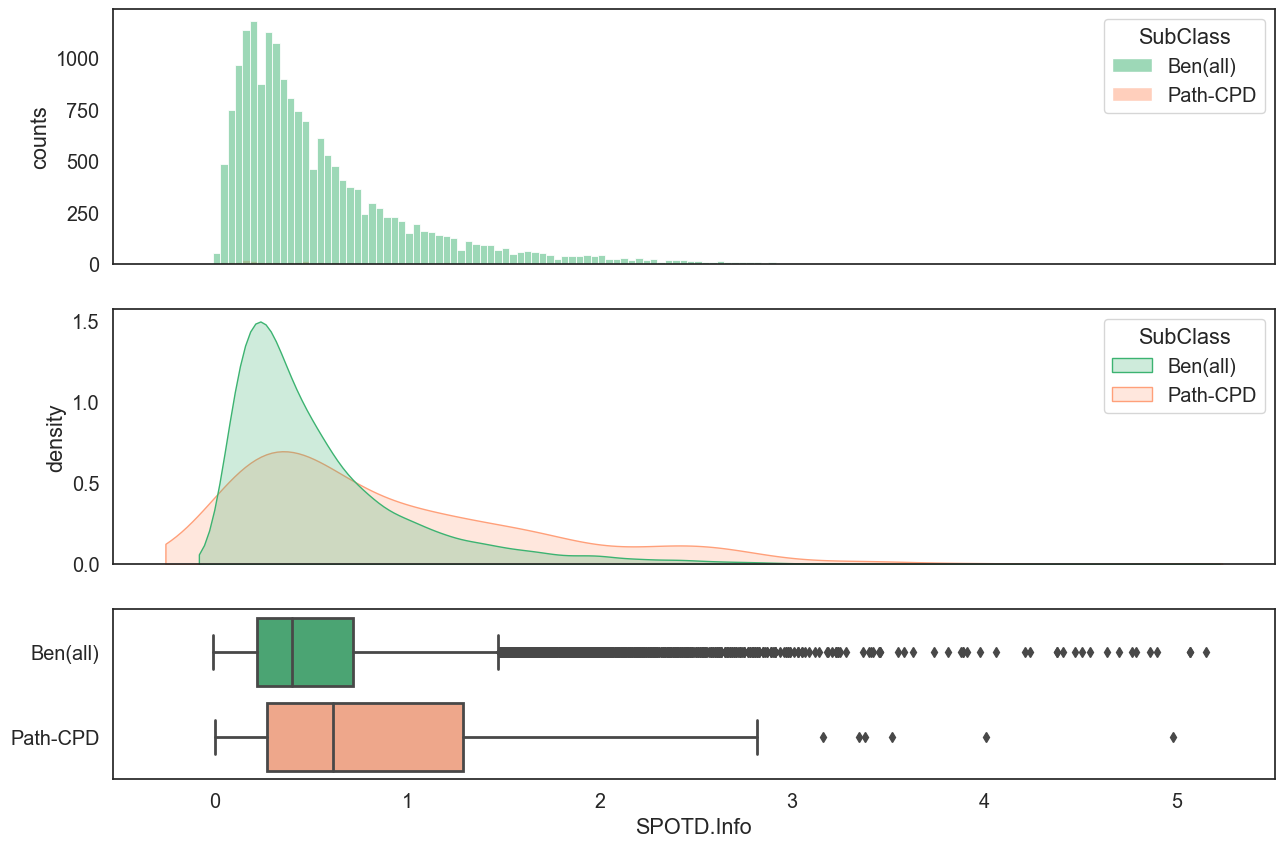 1000
750
500
250
0
counts
SubClass
Ben(all)
Path-CPD
1.5
1.0
0.5
0.0
density
SubClass
Ben(all)
Path-CPD
Ben(all)
Path-CPD
0 1 2 3 4 5
SPOTD.Info